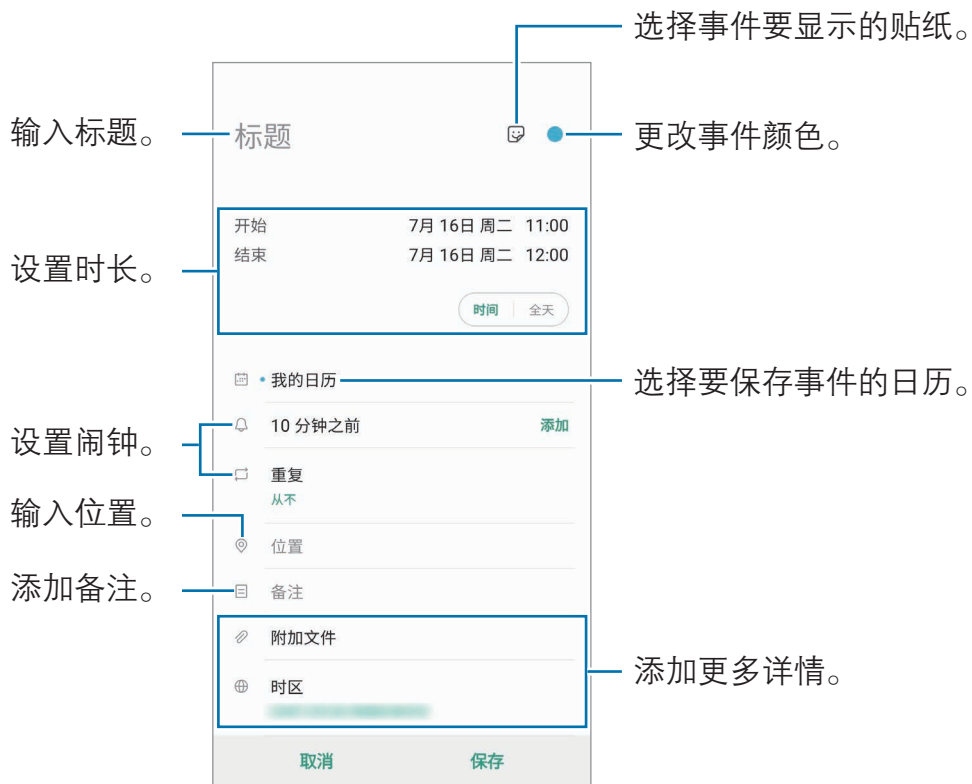 选择事件要显示的贴纸。
输入标题。
标题
更改事件颜色。
开始 7月 16日 周二 11:00
结束 7月 16日 周二 12:00
设置时长。
时间 全天
我的日历
选择要保存事件的日历。
10 分钟之前 添加
设置闹钟。
重复
从不
输入位置。
位置
添加备注。
备注
附加文件
添加更多详情。
时区
取消 保存